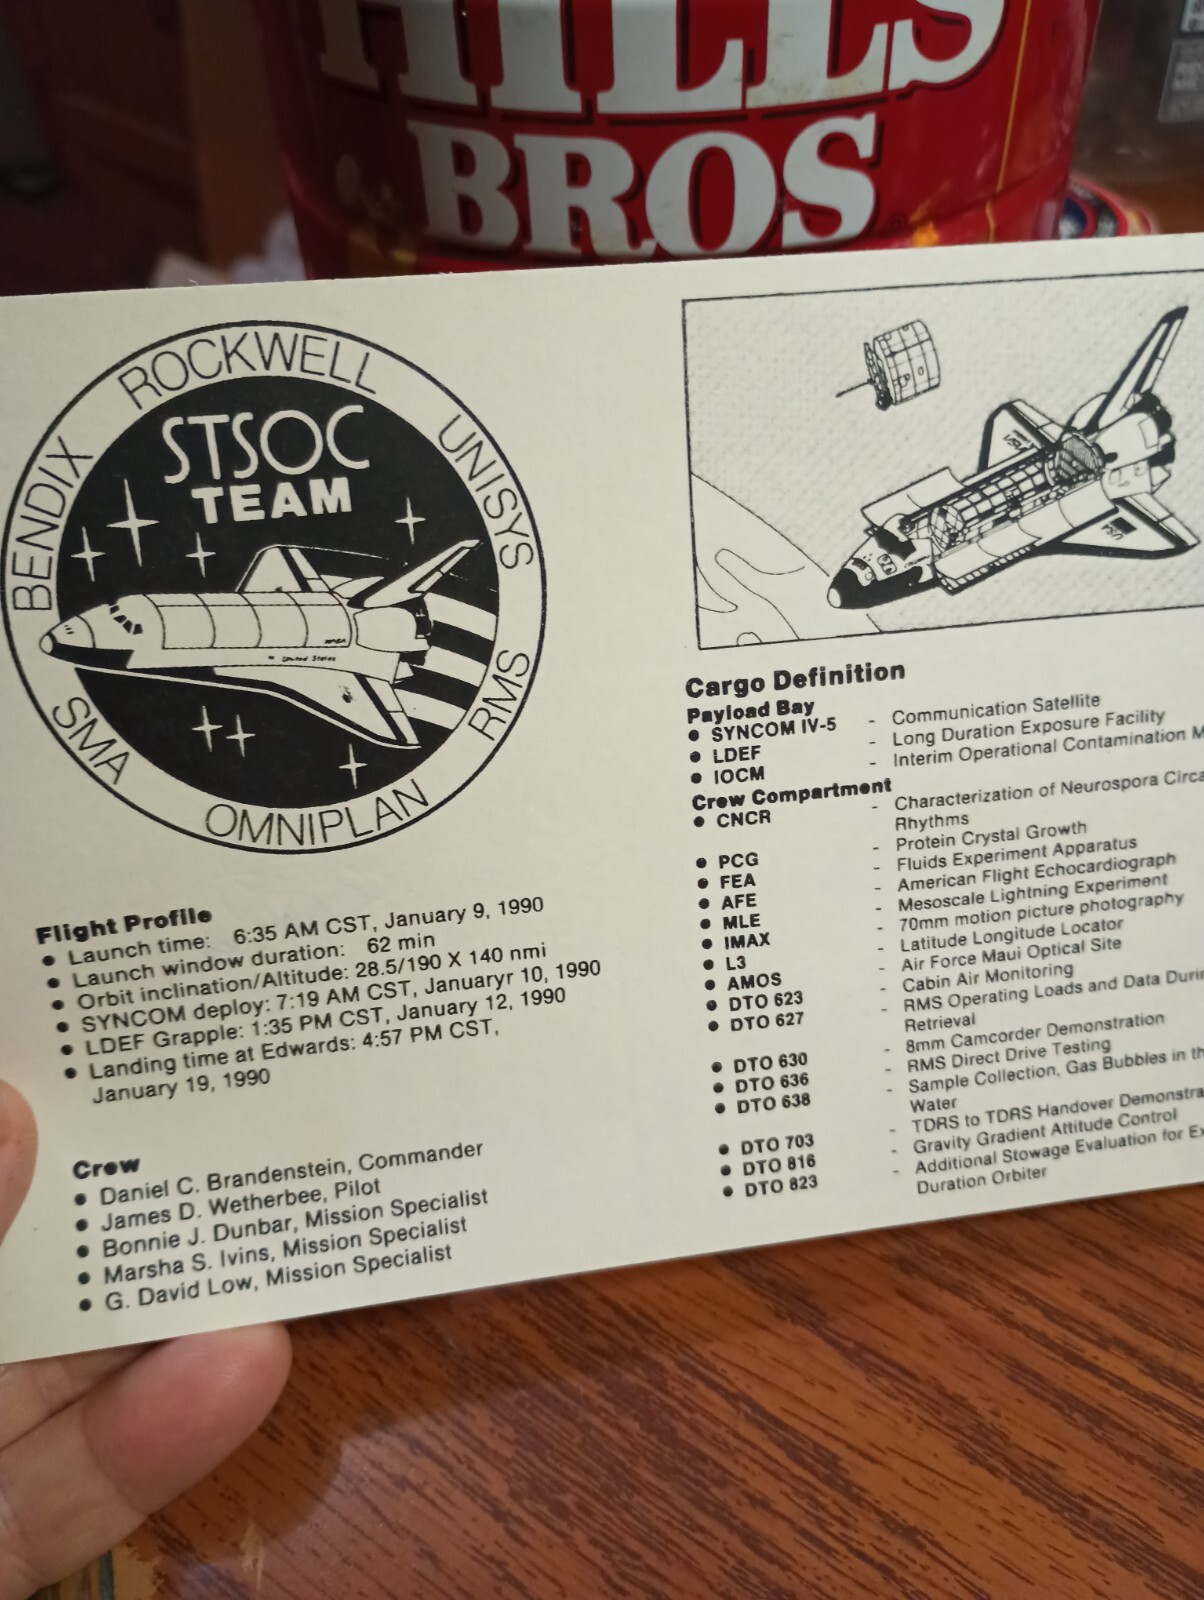 HILLS
BROS
ROCKWELL
BENDIX
UNISYS
STSOC
TEAM
United States
NASA
SMA
RMS
OMNIPLAN
USA
Flight Profile
● Launch time: 6:35 AM CST, January 9, 1990
● Launch window duration: 62 min
● Orbit inclination/Altitude: 28.5/190 X 140 nmi
● SYNCOM deploy: 7:19 AM CST, Januaryr 10, 1990
● LDEF Grapple: 1:35 PM CST, January 12, 1990
● Landing time at Edwards: 4:57 PM CST,
January 19, 1990
Crew
● Daniel C. Brandenstein, Commander
● James D. Wetherbee, Pilot
● Bonnie J. Dunbar, Mission Specialist
● Marsha S. Ivins, Mission Specialist
● G. David Low, Mission Specialist
Cargo Definition
Payload Bay
● SYNCOM IV-5 - Communication Satellite
● LDEF - Long Duration Exposure Facility
● IOCM - Interim Operational Contamination M
Crew Compartment
● CNCR - Characterization of Neurospora Circa
Rhythms
● PCG - Protein Crystal Growth
● FEA - Fluids Experiment Apparatus
● AFE - American Flight Echocardiograph
● MLE - Mesoscale Lightning Experiment
● IMAX - 70mm motion picture photography
● L3 - Latitude Longitude Locator
● AMOS - Air Force Maui Optical Site
● DTO 623 - Cabin Air Monitoring
● DTO 627 - RMS Operating Loads and Data Durin
Retrieval
● DTO 630 - 8mm Camcorder Demonstration
● DTO 636 - RMS Direct Drive Testing
● DTO 638 - Sample Collection, Gas Bubbles in th
Water
● DTO 703 - TDRS to TDRS Handover Demonstra
● DTO 816 - Gravity Gradient Attitude Control
● DTO 823 - Additional Stowage Evaluation for Ex
Duration Orbiter